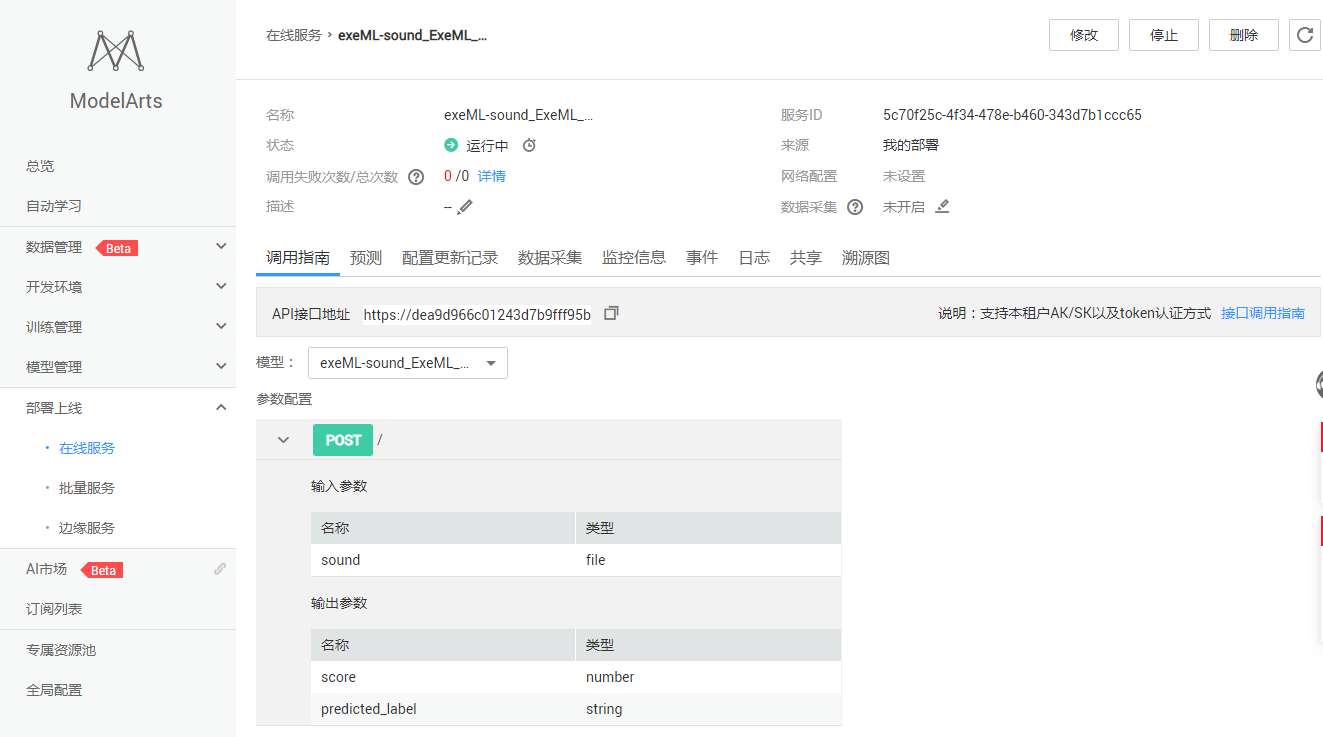 ModelArts
总览
自动学习
数据管理 Beta
开发环境
训练管理
模型管理
部署上线
在线服务
批量服务
边缘服务
AI市场 Beta
订阅列表
专属资源池
全局配置
在线服务 › exeML-sound_ExeML_... 修改 停止 删除
名称 exeML-sound_ExeML_... 服务ID 5c70f25c-4f34-478e-b460-343d7b1ccc65
状态 运行中 来源 我的部署
调用失败次数/总次数 ? 0 /0 详情 网络配置 未设置
描述 -- 数据采集 ? 未开启
调用指南 预测 配置更新记录 数据采集 监控信息 事件 日志 共享 溯源图
API接口地址 https://dea9d966c01243d7b9fff95b 说明：支持本租户AK/SK以及token认证方式 接口调用指南
模型： exeML-sound_ExeML_...
参数配置
POST /
输入参数
名称 类型
sound file
输出参数
名称 类型
score number
predicted_label string